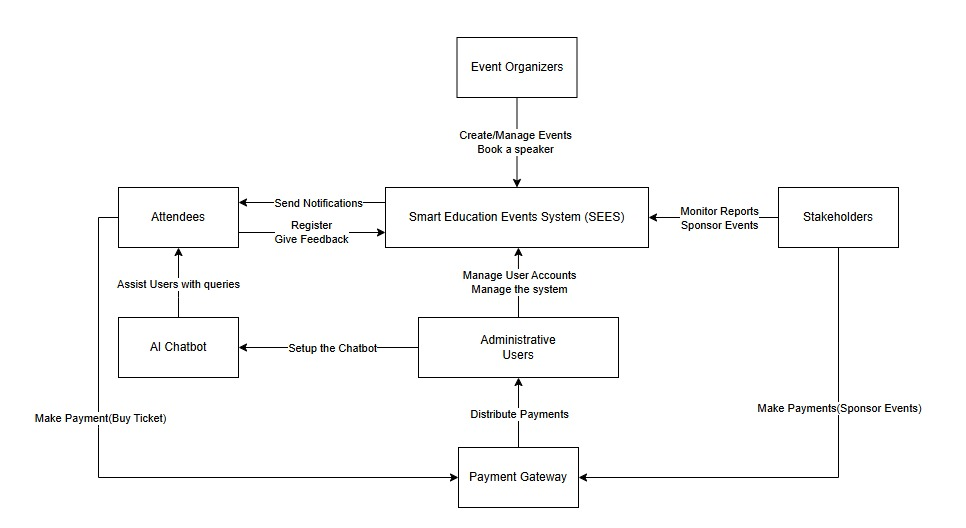 Event Organizers
Create/Manage Events
Book a speaker
Attendees
Send Notifications
Register
Give Feedback
Smart Education Events System (SEES)
Monitor Reports
Sponsor Events
Stakeholders
Assist Users with queries
Manage User Accounts
Manage the system
AI Chatbot
Setup the Chatbot
Administrative
Users
Make Payment(Buy Ticket)
Distribute Payments
Make Payments(Sponsor Events)
Payment Gateway